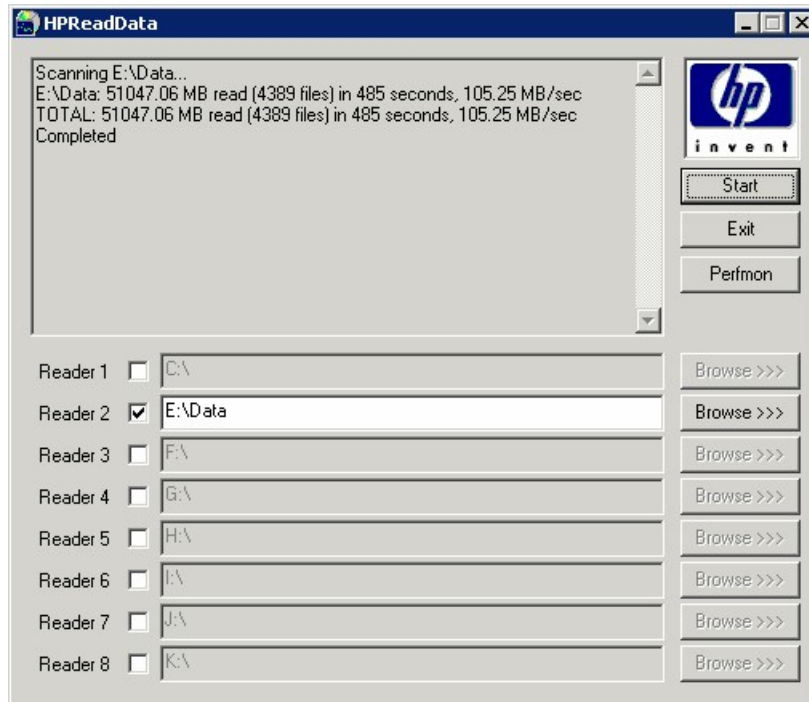 HPReadData
Scanning E:\Data...
E:\Data: 51047.06 MB read (4389 files) in 485 seconds, 105.25 MB/sec
TOTAL: 51047.06 MB read (4389 files) in 485 seconds, 105.25 MB/sec
Completed
hp
invent
Start
Exit
Perfmon
Reader 1 C:\ Browse >>>
Reader 2 E:\Data Browse >>>
Reader 3 F:\ Browse >>>
Reader 4 G:\ Browse >>>
Reader 5 H:\ Browse >>>
Reader 6 I:\ Browse >>>
Reader 7 J:\ Browse >>>
Reader 8 K:\ Browse >>>